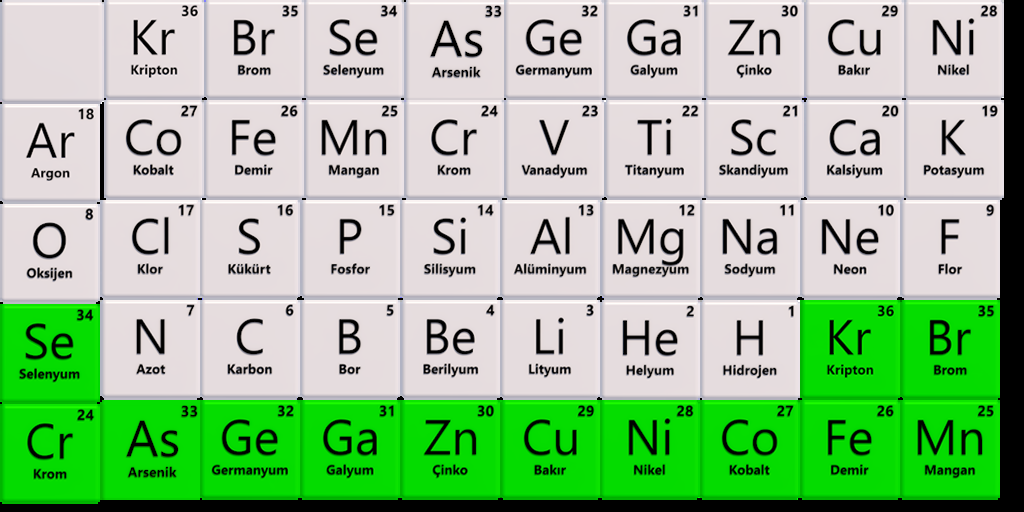 36 Kr Kripton
35 Br Brom
34 Se Selenyum
33 As Arsenik
32 Ge Germanyum
31 Ga Galyum
30 Zn Çinko
29 Cu Bakır
28 Ni Nikel
18 Ar Argon
27 Co Kobalt
26 Fe Demir
25 Mn Mangan
24 Cr Krom
23 V Vanadyum
22 Ti Titanyum
21 Sc Skandiyum
20 Ca Kalsiyum
19 K Potasyum
8 O Oksijen
17 Cl Klor
16 S Kükürt
15 P Fosfor
14 Si Silisyum
13 Al Alüminyum
12 Mg Magnezyum
11 Na Sodyum
10 Ne Neon
9 F Flor
34 Se Selenyum
7 N Azot
6 C Karbon
5 B Bor
4 Be Berilyum
3 Li Lityum
2 He Helyum
1 H Hidrojen
36 Kr Kripton
35 Br Brom
24 Cr Krom
33 As Arsenik
32 Ge Germanyum
31 Ga Galyum
30 Zn Çinko
29 Cu Bakır
28 Ni Nikel
27 Co Kobalt
26 Fe Demir
25 Mn Mangan